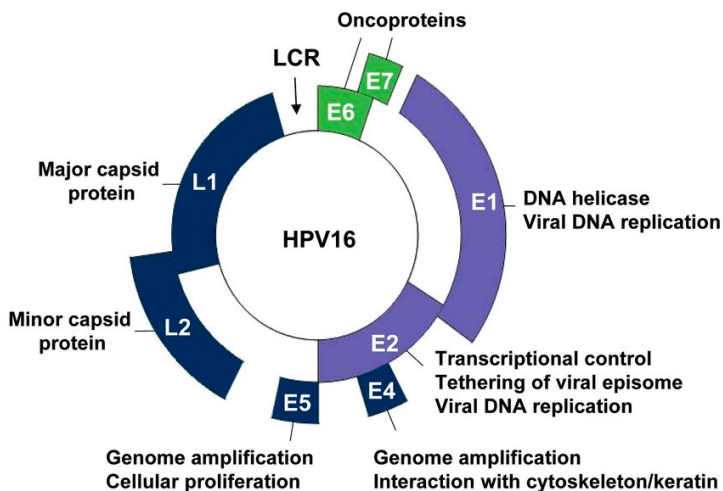 Oncoproteins
LCR
E7
E6
Major capsid
protein
L1
E1
DNA helicase
Viral DNA replication
HPV16
Minor capsid
protein
L2
E2
Transcriptional control
Tethering of viral episome
Viral DNA replication
E5
E4
Genome amplification
Cellular proliferation
Genome amplification
Interaction with cytoskeleton/keratin